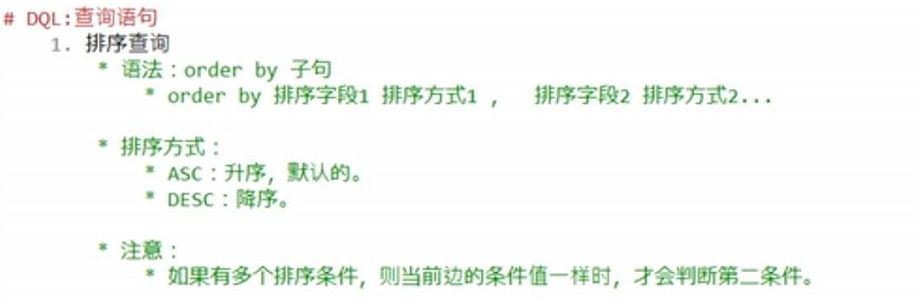 # DQL:查询语句
1. 排序查询
* 语法：order by 子句
* order by 排序字段1 排序方式1 ， 排序字段2 排序方式2...
* 排序方式：
* ASC：升序，默认的。
* DESC：降序。
* 注意：
* 如果有多个排序条件，则当前边的条件值一样时，才会判断第二条件。